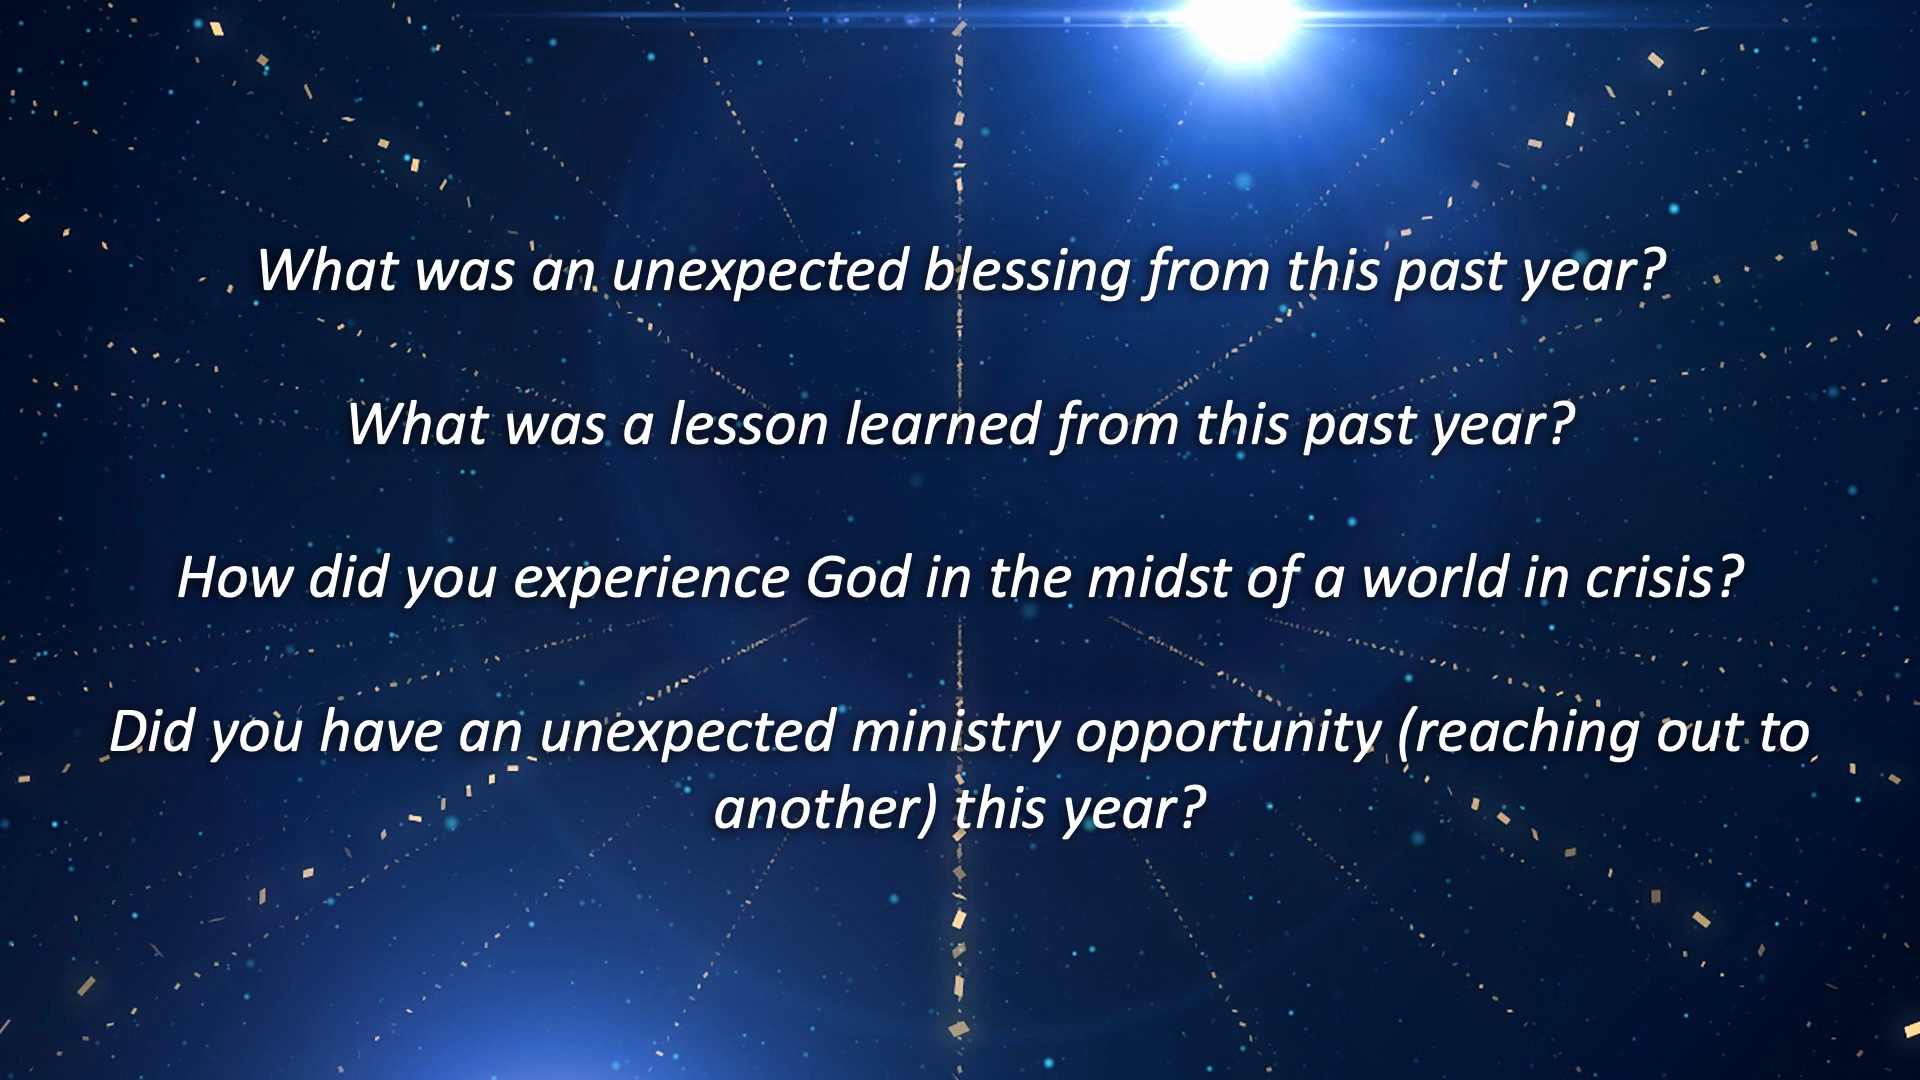 What was an unexpected blessing from this past year?
What was a lesson learned from this past year?
How did you experience God in the midst of a world in crisis?
Did you have an unexpected ministry opportunity (reaching out to
another) this year?